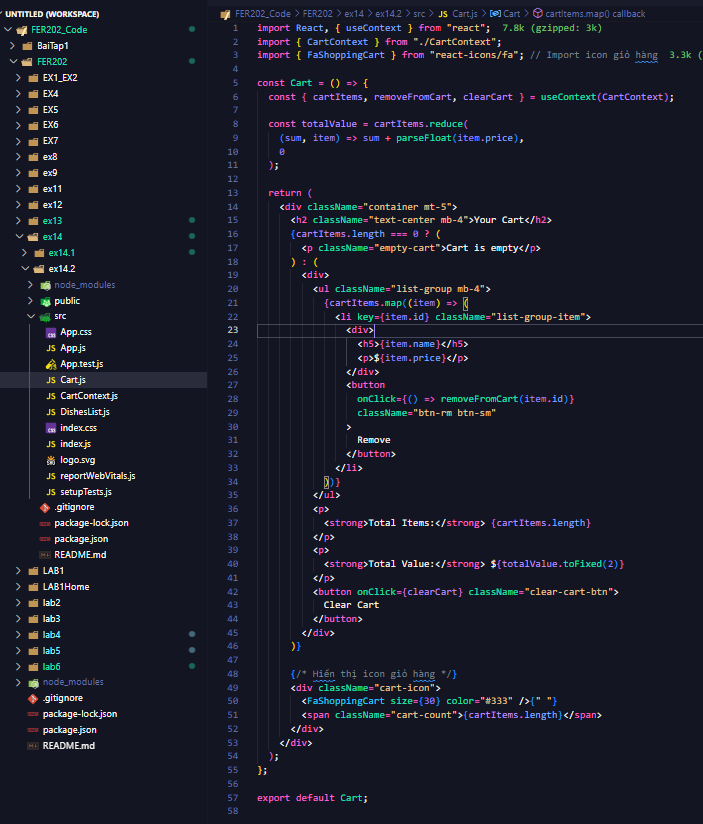 UNTITLED (WORKSPACE)
FER202_Code
BaiTap1
FER202
EX1_EX2
EX4
EX5
EX6
EX7
ex8
ex9
ex11
ex12
ex13
ex14
ex14.1
ex14.2
node_modules
public
src
App.css
JS App.js
App.test.js
JS Cart.js
JS CartContext.js
JS DishesList.js
index.css
JS index.js
logo.svg
JS reportWebVitals.js
JS setupTests.js
.gitignore
package-lock.json
package.json
README.md
LAB1
LAB1Home
lab2
lab3
lab4
lab5
lab6
node_modules
.gitignore
package-lock.json
package.json
README.md
FER202_Code > FER202 > ex14 > ex14.2 > src > JS Cart.js > Cart > cartItems.map() callback
1 import React, { useContext } from "react"; 7.8k (gzipped: 3k)
2 import { CartContext } from "./CartContext";
3 import { FaShoppingCart } from "react-icons/fa"; // Import icon giỏ hàng 3.3k (
4
5 const Cart = () => {
6 const { cartItems, removeFromCart, clearCart } = useContext(CartContext);
7
8 const totalValue = cartItems.reduce(
9 (sum, item) => sum + parseFloat(item.price),
10 0
11 );
12
13 return (
14 <div className="container mt-5">
15 <h2 className="text-center mb-4">Your Cart</h2>
16 {cartItems.length === 0 ? (
17 <p className="empty-cart">Cart is empty</p>
18 ) : (
19 <div>
20 <ul className="list-group mb-4">
21 {cartItems.map((item) => (
22 <li key={item.id} className="list-group-item">
23 <div>
24 <h5>{item.name}</h5>
25 <p>${item.price}</p>
26 </div>
27 <button
28 onClick={() => removeFromCart(item.id)}
29 className="btn-rm btn-sm"
30 >
31 Remove
32 </button>
33 </li>
34 ))}
35 </ul>
36 <p>
37 <strong>Total Items:</strong> {cartItems.length}
38 </p>
39 <p>
40 <strong>Total Value:</strong> ${totalValue.toFixed(2)}
41 </p>
42 <button onClick={clearCart} className="clear-cart-btn">
43 Clear Cart
44 </button>
45 </div>
46 )}
47
48 {/* Hiển thị icon giỏ hàng */}
49 <div className="cart-icon">
50 <FaShoppingCart size={30} color="#333" />{" "}
51 <span className="cart-count">{cartItems.length}</span>
52 </div>
53 </div>
54 );
55 };
56
57 export default Cart;
58